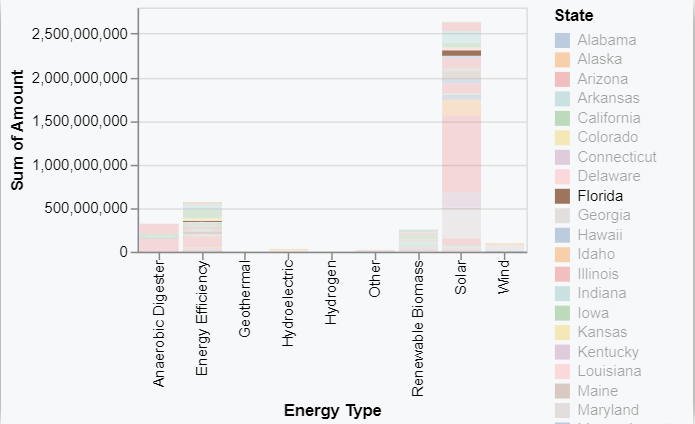 Sum of Amount
2,500,000,000
2,000,000,000
1,500,000,000
1,000,000,000
500,000,000
0
Anaerobic Digester
Energy Efficiency
Geothermal
Hydroelectric
Hydrogen
Other
Renewable Biomass
Solar
Wind
Energy Type
State
Alabama
Alaska
Arizona
Arkansas
California
Colorado
Connecticut
Delaware
Florida
Georgia
Hawaii
Idaho
Illinois
Indiana
Iowa
Kansas
Kentucky
Louisiana
Maine
Maryland